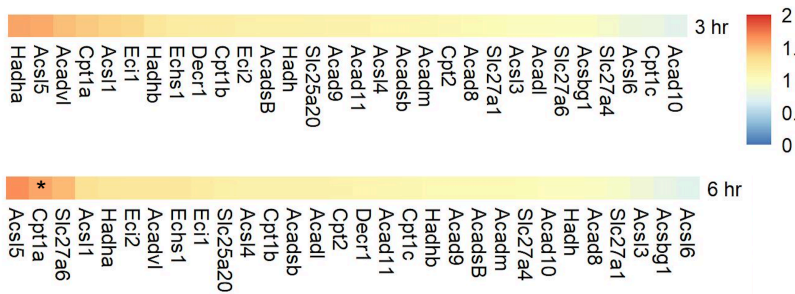 3 hr
Hadha
Acsl5
Acadvl
Cpt1a
Acsl1
Eci1
Hadhb
Echs1
Decr1
Cpt1b
Eci2
AcadsB
Hadh
Slc25a20
Acad9
Acad11
Acsl4
Acadsb
Acadm
Cpt2
Acad8
Slc27a1
Acsl3
Acadl
Slc27a6
Acsbg1
Slc27a4
Acsl6
Cpt1c
Acad10
2
1.
1
0.
0
*
6 hr
Acsl5
Cpt1a
Slc27a6
Acsl1
Hadha
Eci2
Acadvl
Echs1
Eci1
Slc25a20
Acsl4
Cpt1b
Acadsb
Acadl
Cpt2
Decr1
Acad11
Cpt1c
Hadhb
Acad9
AcadsB
Acadm
Slc27a4
Acad10
Hadh
Acad8
Slc27a1
Acsl3
Acsbg1
Acsl6